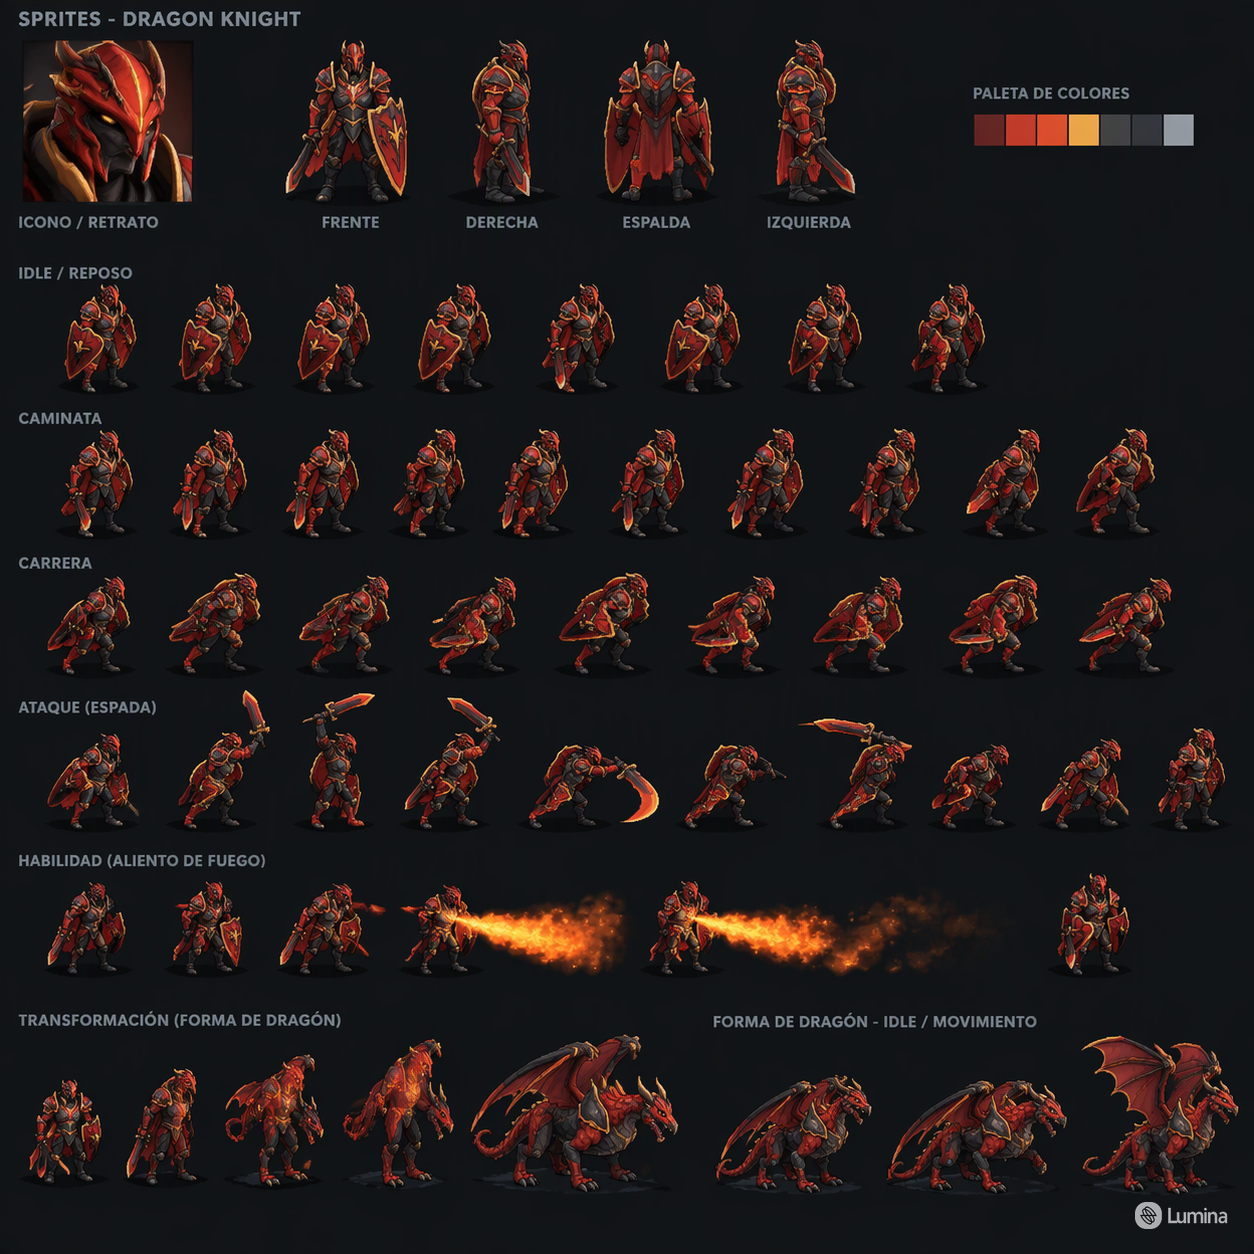 SPRITES - DRAGON KNIGHT
PALETA DE COLORES
ICONO / RETRATO
FRENTE
DERECHA
ESPALDA
IZQUIERDA
IDLE / REPOSO
CAMINATA
CARRERA
ATAQUE (ESPADA)
HABILIDAD (ALIENTO DE FUEGO)
TRANSFORMACIÓN (FORMA DE DRAGÓN)
FORMA DE DRAGÓN - IDLE / MOVIMIENTO
Lumina